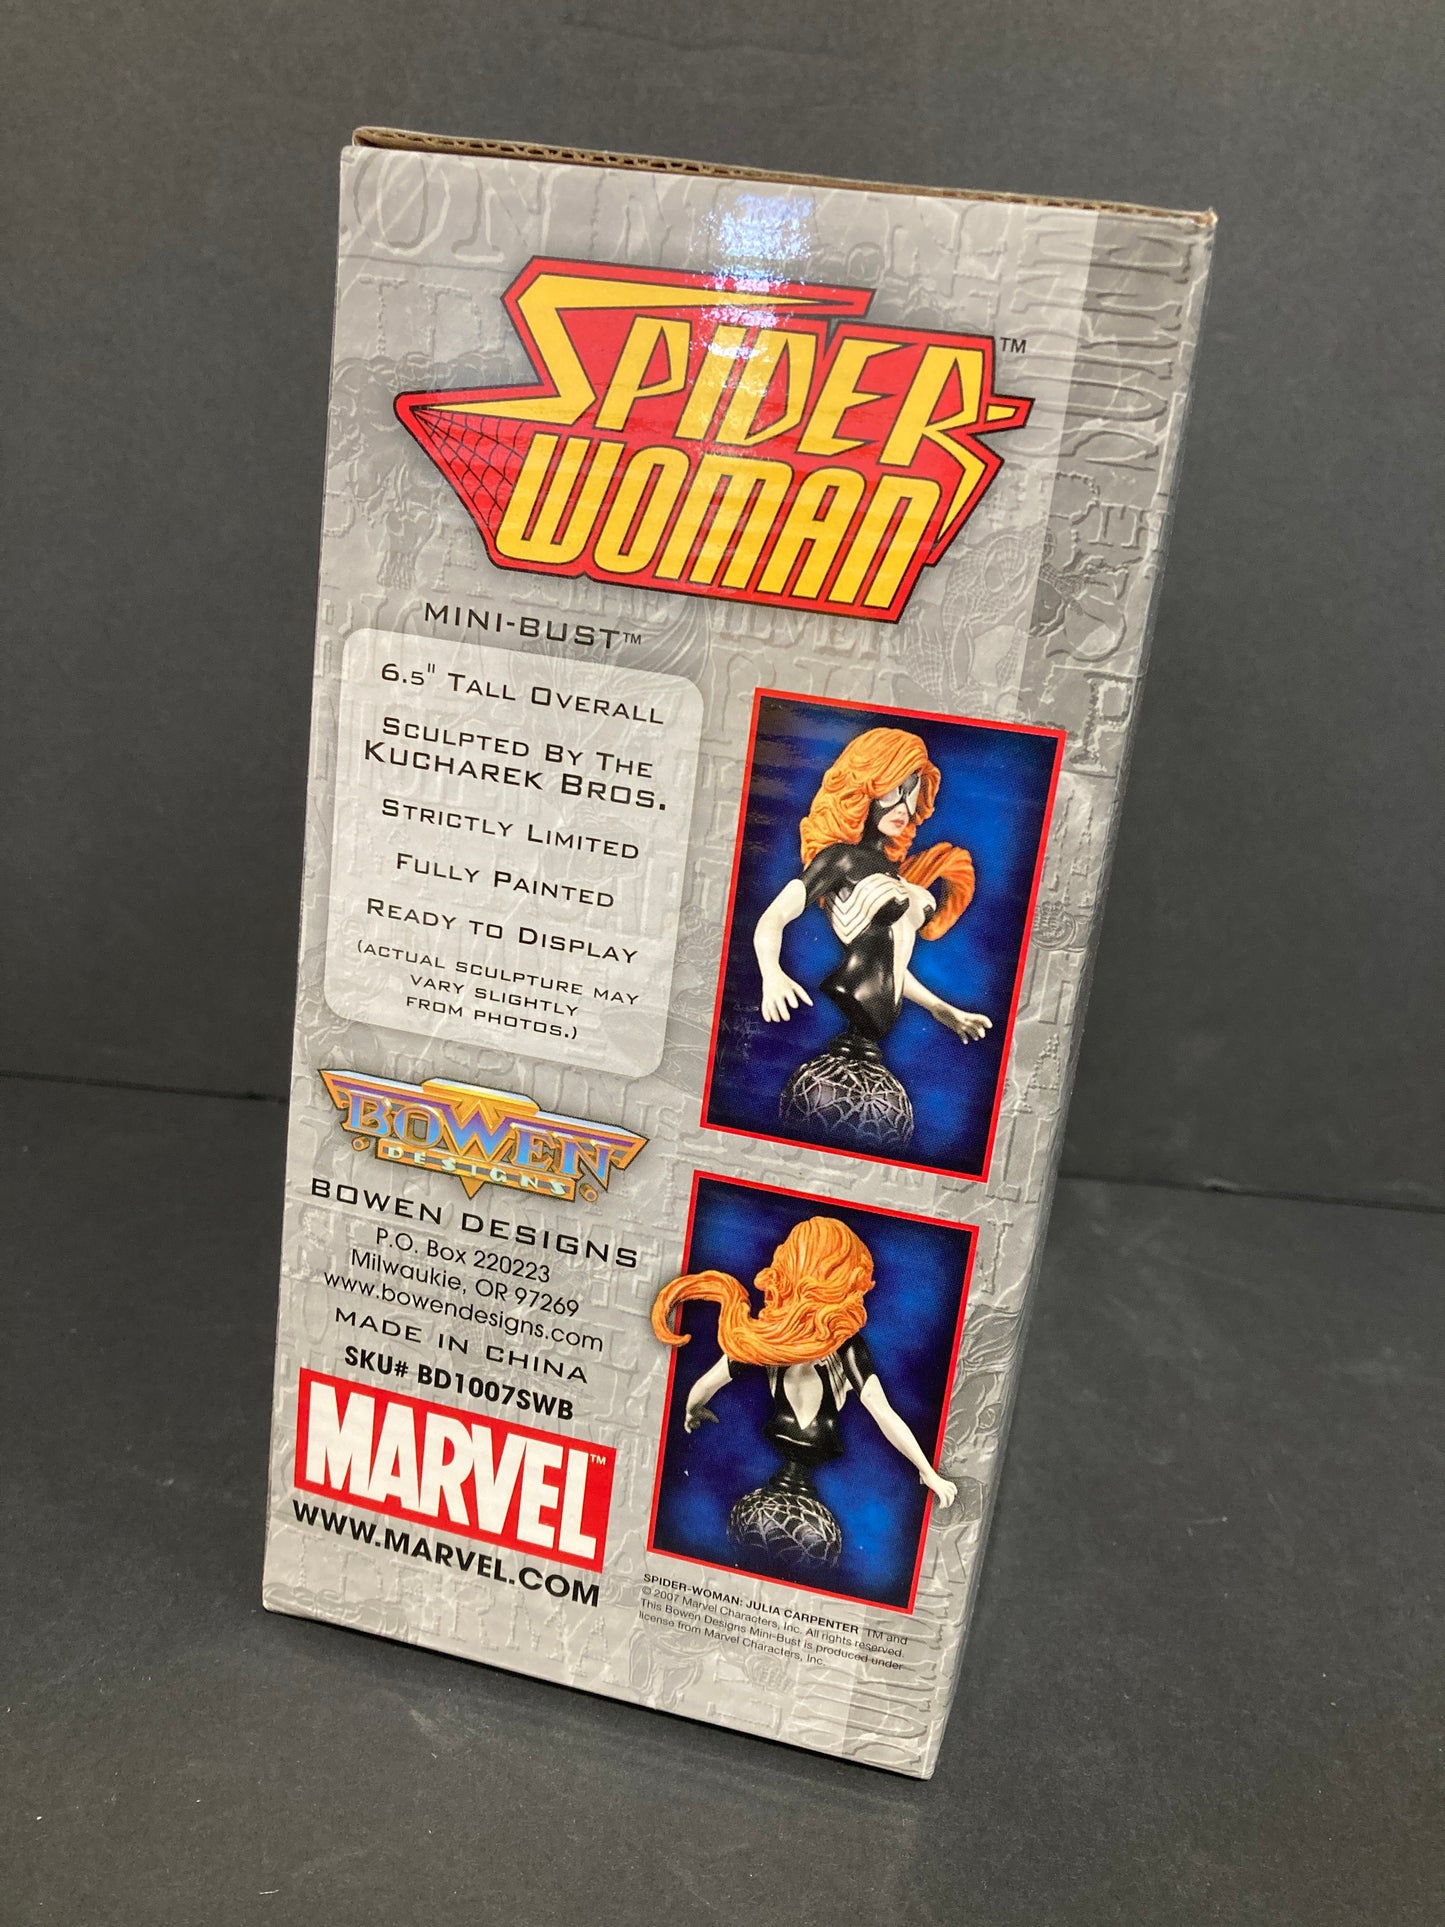 SPIDER-
WOMAN
TM
MINI-BUST™
6.5" TALL OVERALL
SCULPTED BY THE
KUCHAREK BROS.
STRICTLY LIMITED
FULLY PAINTED
READY TO DISPLAY
(ACTUAL SCULPTURE MAY
VARY SLIGHTLY
FROM PHOTOS.)
BOWEN
DESIGNS
BOWEN DESIGNS
P.O. Box 220223
Milwaukie, OR 97269
www.bowendesigns.com
MADE IN CHINA
SKU# BD1007SWB
MARVEL™
WWW.MARVEL.COM
SPIDER-WOMAN: JULIA CARPENTER TM and
© 2007 Marvel Characters, Inc. All rights reserved.
This Bowen Designs Mini-Bust is produced under
license from Marvel Characters, Inc.